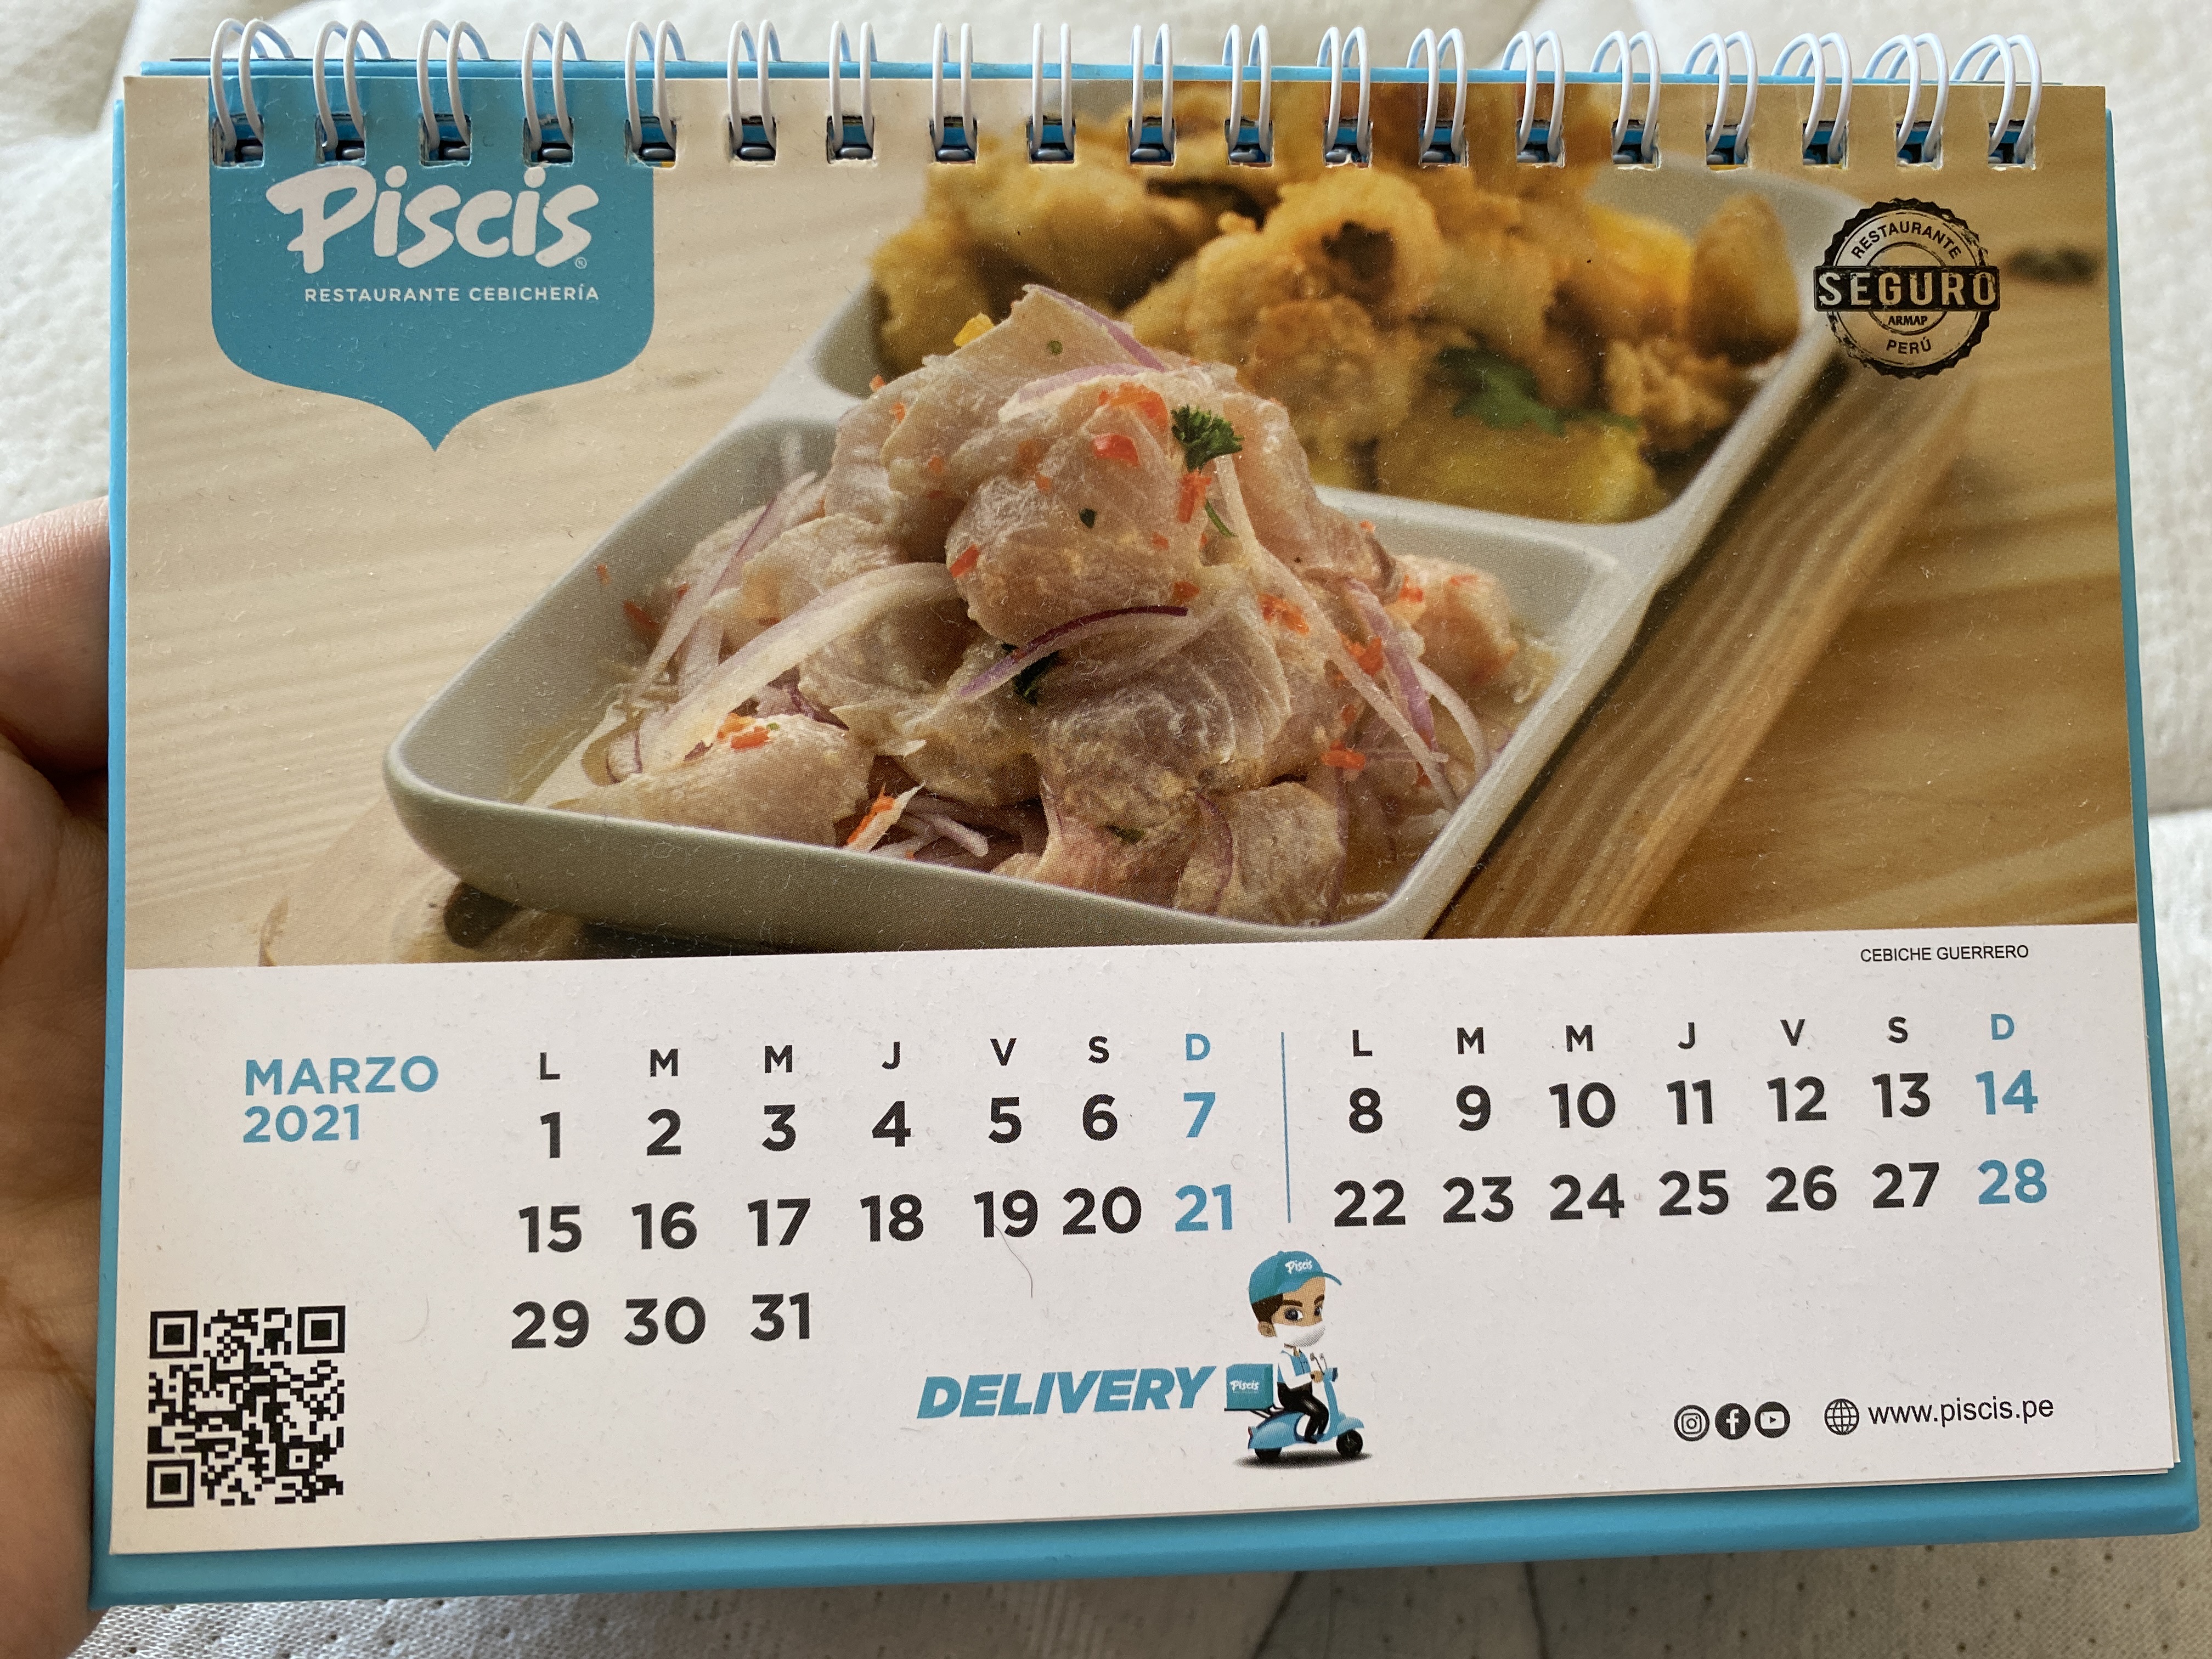 Piscis
RESTAURANTE CEBICHERÍA
RESTAURANTE
SEGURO
ARMAP
PERÚ
CEBICHE GUERRERO
MARZO
2021
L M M J V S D L M M J V S D
1 2 3 4 5 6 7 8 9 10 11 12 13 14
15 16 17 18 19 20 21 22 23 24 25 26 27 28
29 30 31
Piscis
DELIVERY
Piscis
www.piscis.pe